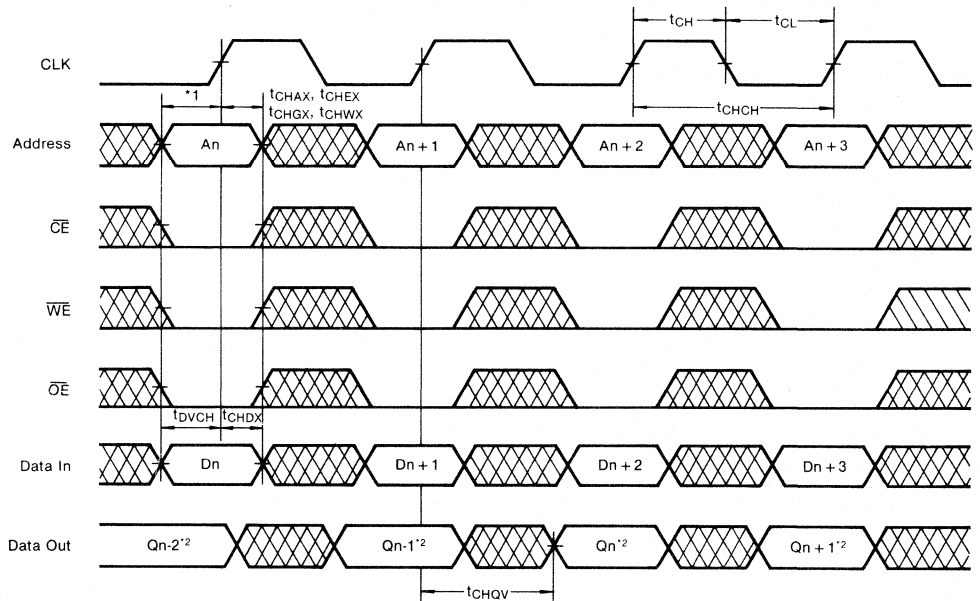 tCH
tCL
CLK
*1
tCHAX, tCHEX
tCHGX, tCHWX
tCHCH
Address
An
An + 1
An + 2
An + 3
CE
WE
OE
tDVCH
tCHDX
Data In
Dn
Dn + 1
Dn + 2
Dn + 3
Data Out
Qn-2*2
Qn-1*2
Qn*2
Qn + 1*2
tCHQV